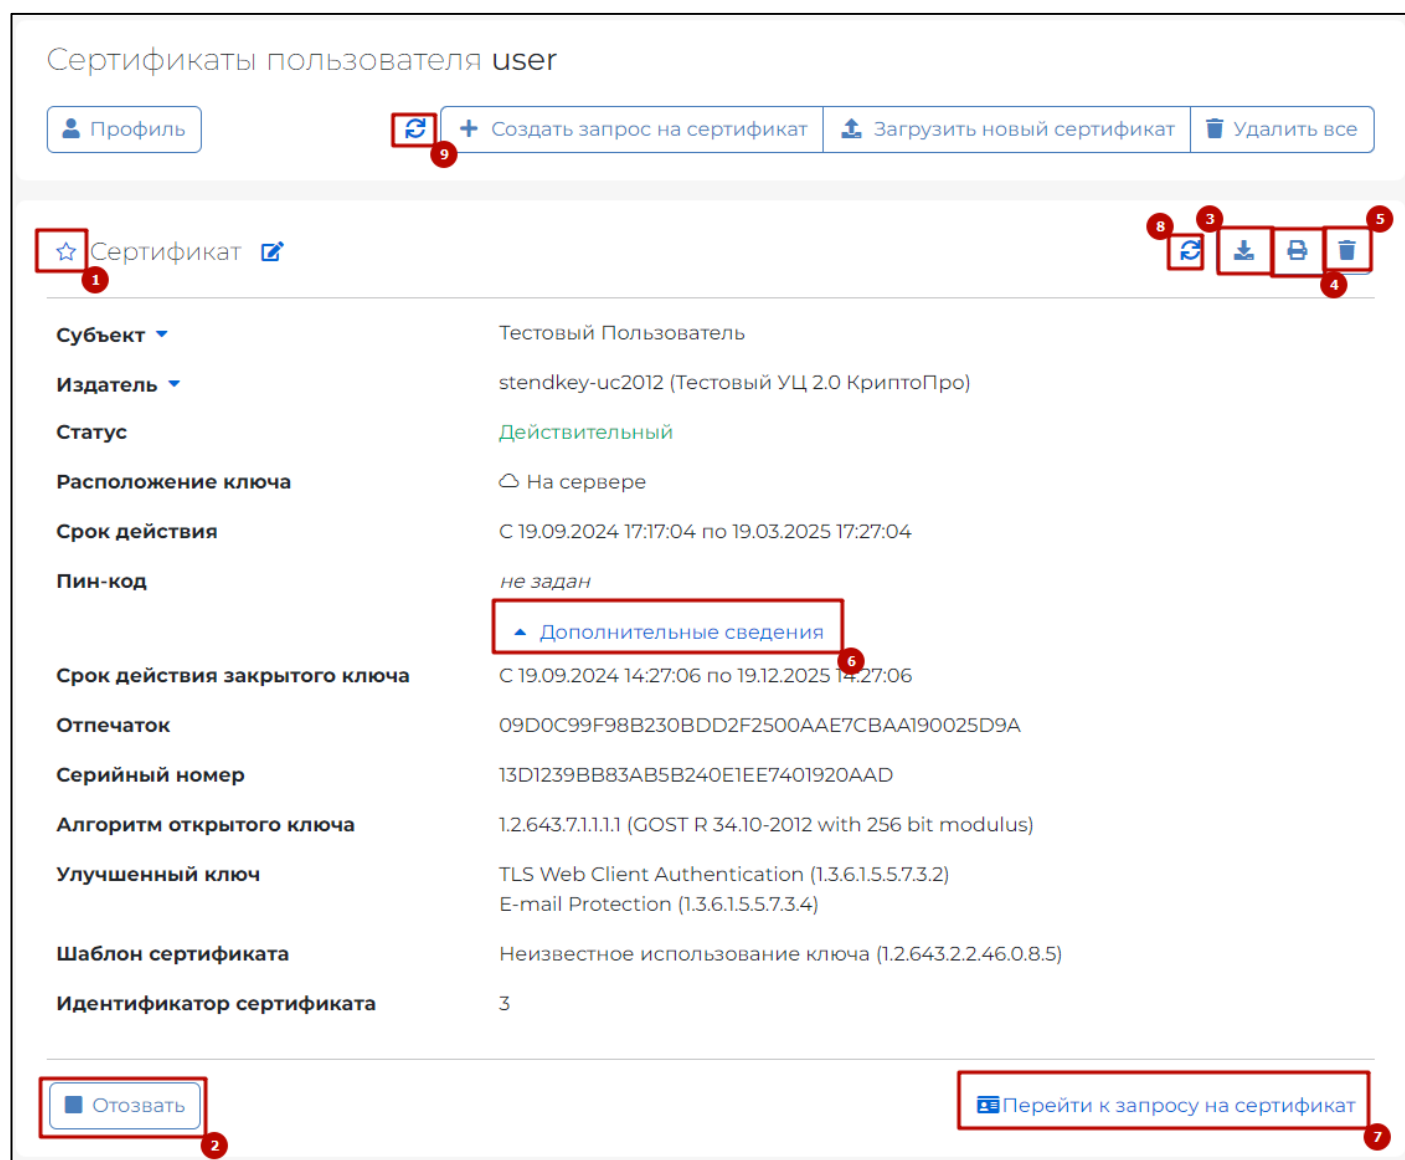 Сертификаты пользователя user
Профиль
Создать запрос на сертификат
Загрузить новый сертификат
Удалить все
9
Сертификат
1
8
3
5
4
Субъект Тестовый Пользователь
Издатель stendkey-uc2012 (Тестовый УЦ 2.0 КриптоПро)
Статус Действительный
Расположение ключа На сервере
Срок действия С 19.09.2024 17:17:04 по 19.03.2025 17:27:04
Пин-код не задан
Дополнительные сведения
6
Срок действия закрытого ключа С 19.09.2024 14:27:06 по 19.12.2025 14:27:06
Отпечаток 09D0C99F98B230BDD2F2500AAE7CBAA190025D9A
Серийный номер 13D1239BB83AB5B240E1EE7401920AAD
Алгоритм открытого ключа 1.2.643.7.1.1.1.1 (GOST R 34.10-2012 with 256 bit modulus)
Улучшенный ключ TLS Web Client Authentication (1.3.6.1.5.5.7.3.2)
E-mail Protection (1.3.6.1.5.5.7.3.4)
Шаблон сертификата Неизвестное использование ключа (1.2.643.2.2.46.0.8.5)
Идентификатор сертификата 3
Отозвать
2
Перейти к запросу на сертификат
7